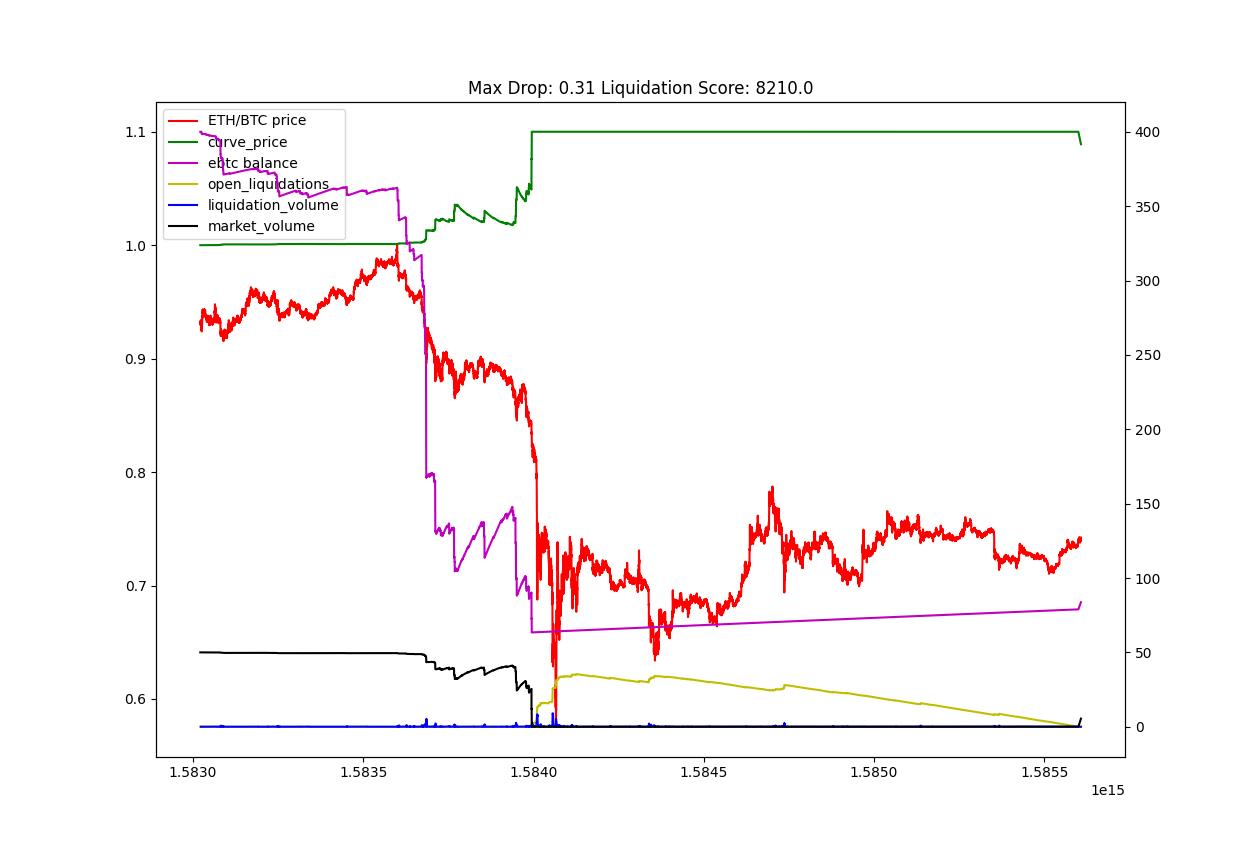 Max Drop: 0.31 Liquidation Score: 8210.0
ETH/BTC price
curve_price
ebtc balance
open_liquidations
liquidation_volume
market_volume
1.1
1.0
0.9
0.8
0.7
0.6
400
350
300
250
200
150
100
50
0
1.5830
1.5835
1.5840
1.5845
1.5850
1.5855
1e15